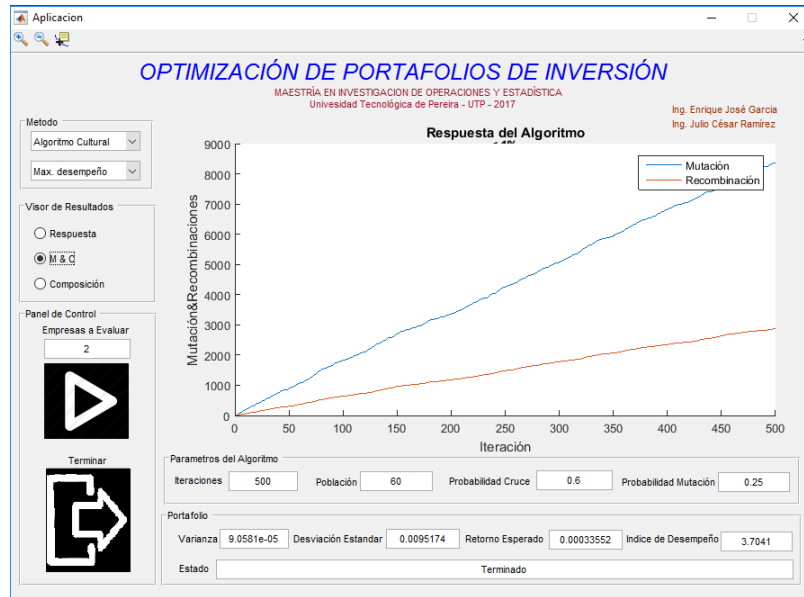 Aplicacion
OPTIMIZACIÓN DE PORTAFOLIOS DE INVERSIÓN
MAESTRÍA EN INVESTIGACION DE OPERACIONES Y ESTADÌSTICA
Univesidad Tecnológica de Pereira - UTP - 2017
Ing. Enrique José Garcia
Ing. Julio César Ramírez
Metodo
Algoritmo Cultural
Max. desempeño
Visor de Resultados
Respuesta
M & C
Composición
Panel de Control
Empresas a Evaluar
2
Terminar
Respuesta del Algoritmo
Mutación
Recombinación
Mutación&Recombinaciones
9000
8000
7000
6000
5000
4000
3000
2000
1000
0
0 50 100 150 200 250 300 350 400 450 500
Iteración
Parametros del Algoritmo
Iteraciones 500 Población 60 Probabilidad Cruce 0.6 Probabilidad Mutación 0.25
Portafolio
Varianza 9.0581e-05 Desviación Estandar 0.0095174 Retorno Esperado 0.00033552 Indice de Desempeño 3.7041
Estado Terminado